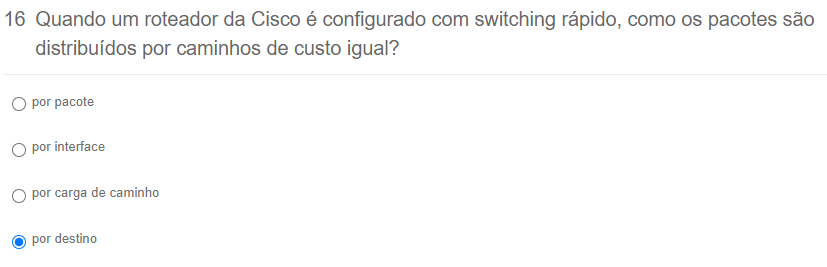 16 Quando um roteador da Cisco é configurado com switching rápido, como os pacotes são
distribuídos por caminhos de custo igual?
por pacote
por interface
por carga de caminho
por destino